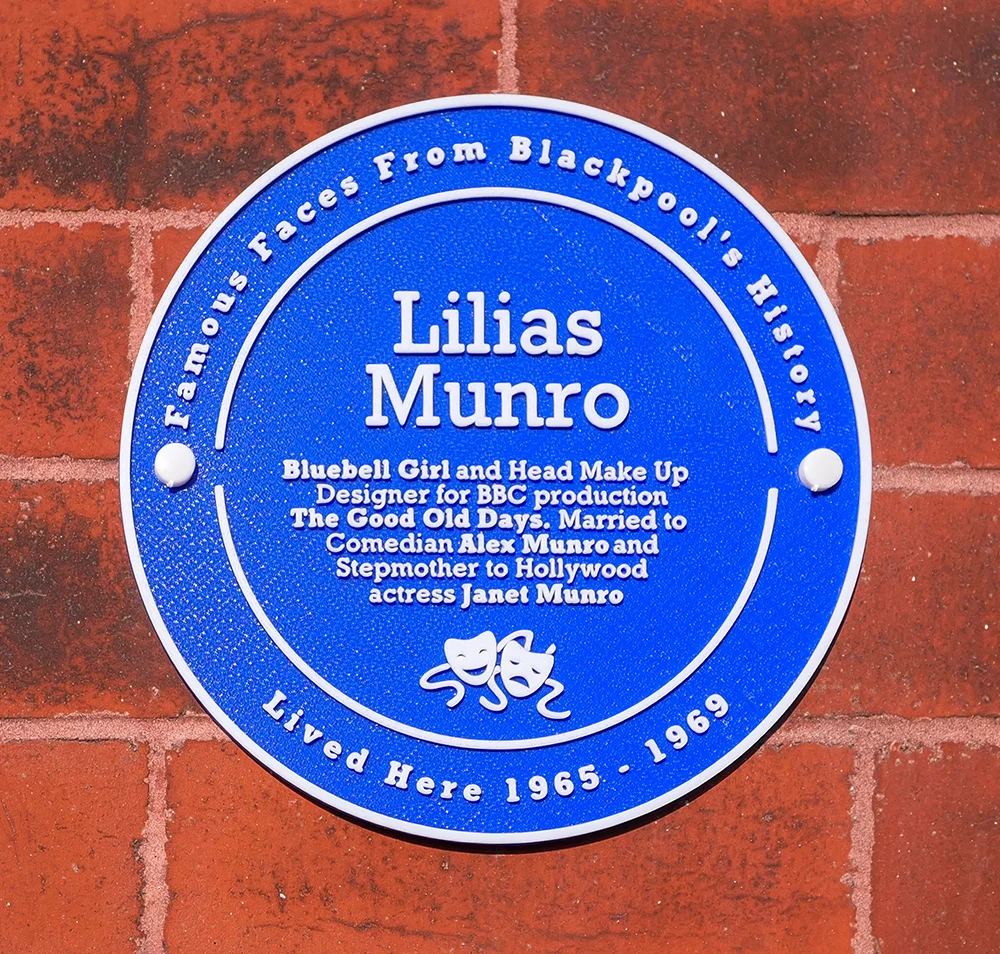 Famous Faces From Blackpool's History
Lilias
Munro
Bluebell Girl and Head Make Up
Designer for BBC production
The Good Old Days. Married to
Comedian Alex Munro and
Stepmother to Hollywood
actress Janet Munro
Lived Here 1965 - 1969